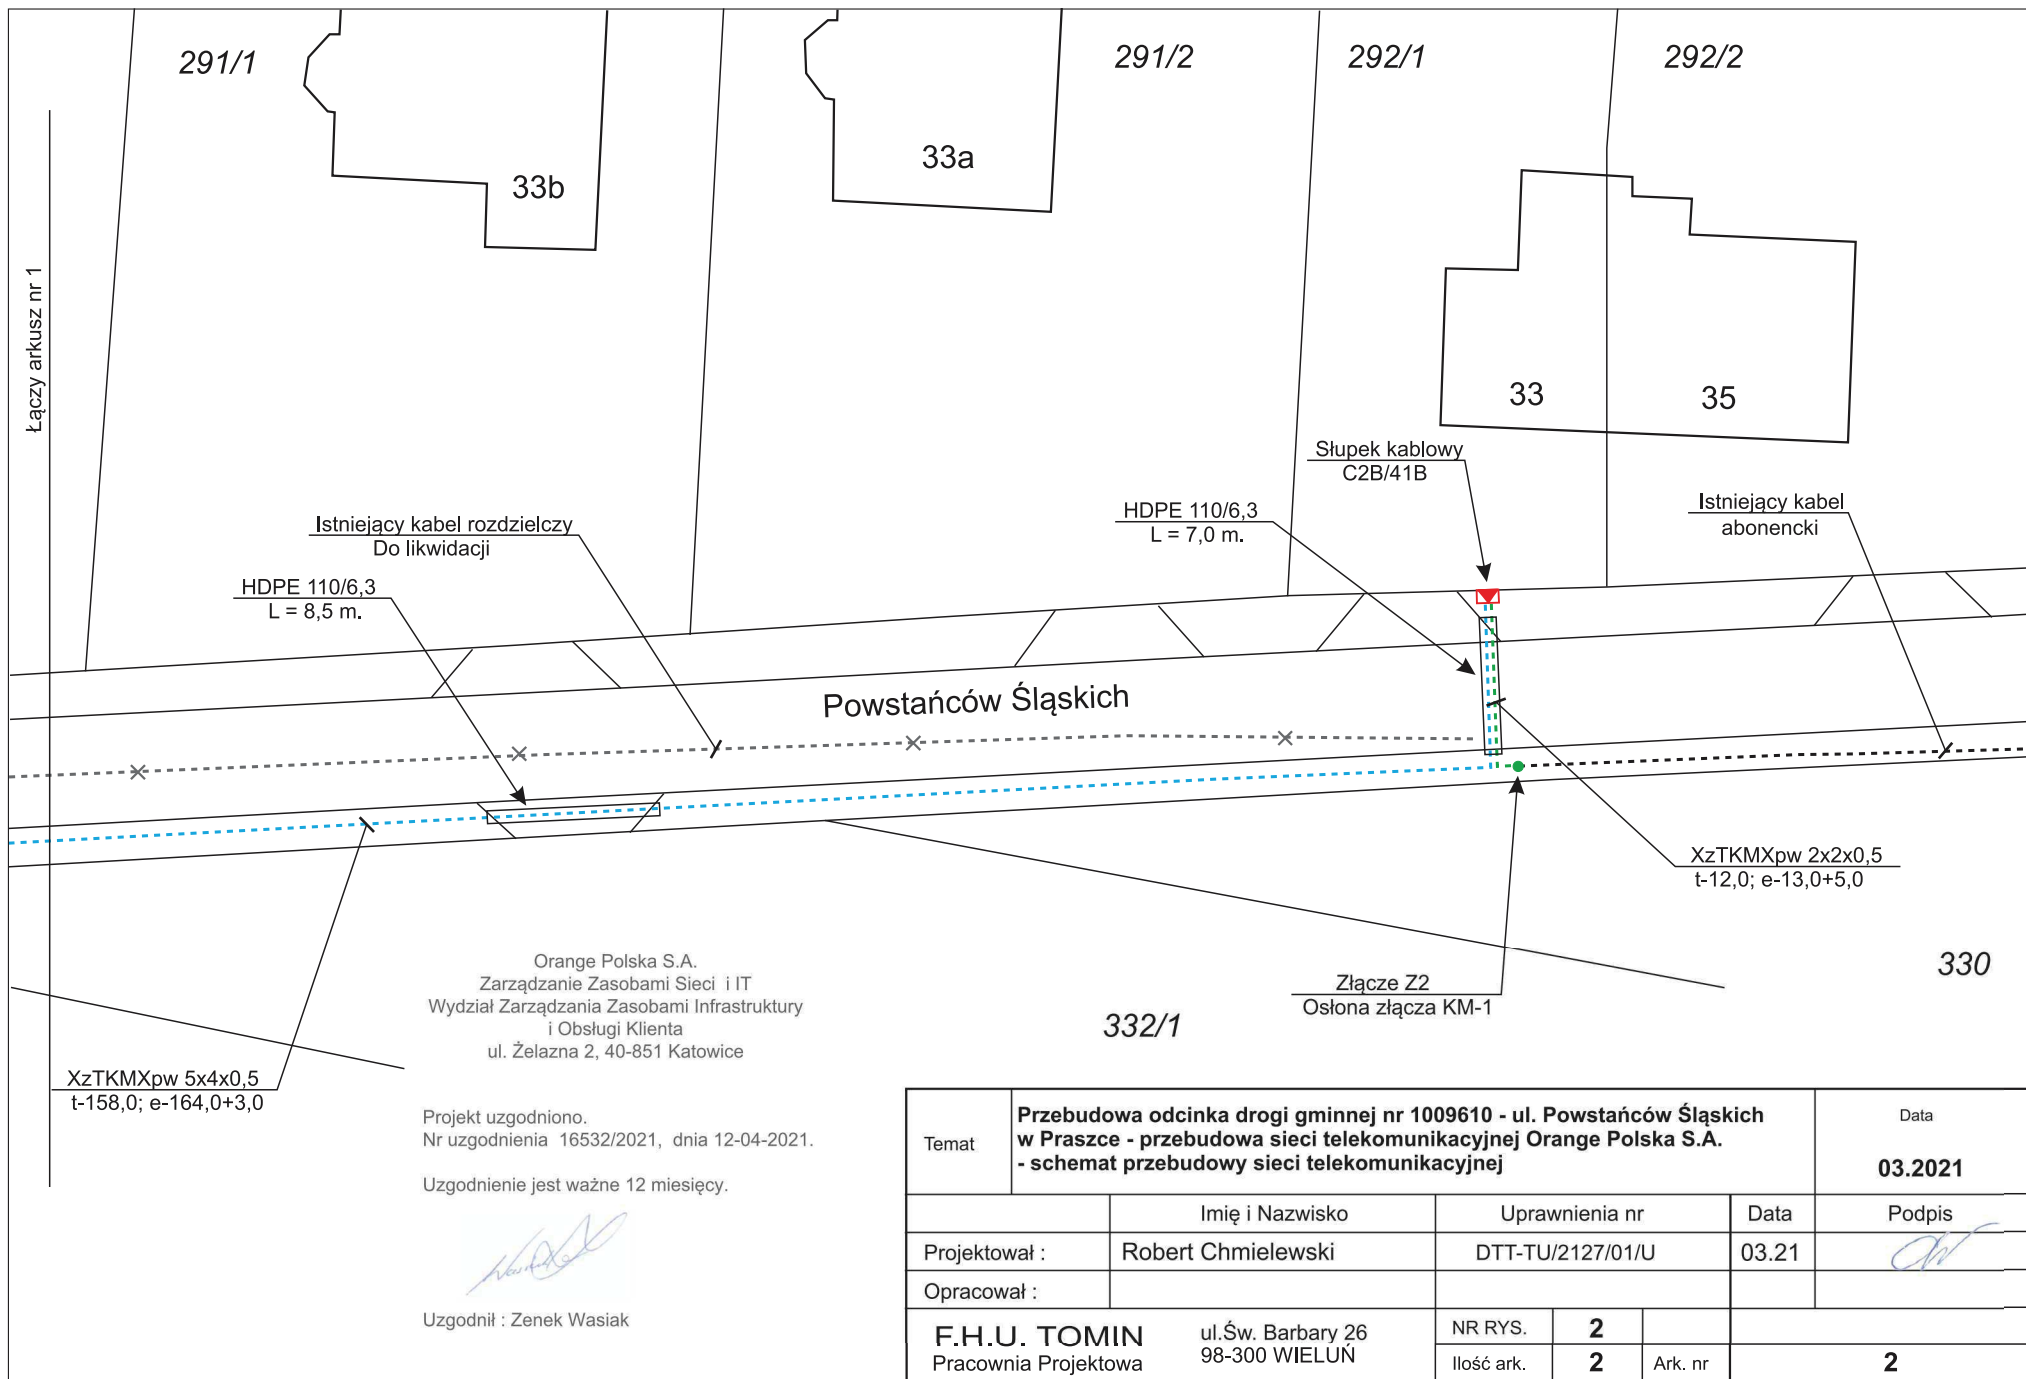 291/1
291/2
292/1
292/2
33b
33a
33
35
Łączy arkusz nr 1
Słupek kablowy
C2B/41B
Istniejący kabel
abonencki
HDPE 110/6,3
L = 7,0 m.
Istniejący kabel rozdzielczy
Do likwidacji
HDPE 110/6,3
L = 8,5 m.
Powstańców Śląskich
XzTKMXpw 2x2x0,5
t-12,0; e-13,0+5,0
330
Złącze Z2
Osłona złącza KM-1
332/1
Orange Polska S.A.
Zarządzanie Zasobami Sieci i IT
Wydział Zarządzania Zasobami Infrastruktury
i Obsługi Klienta
ul. Żelazna 2, 40-851 Katowice
XzTKMXpw 5x4x0,5
t-158,0; e-164,0+3,0
Projekt uzgodniono.
Nr uzgodnienia 16532/2021, dnia 12-04-2021.
Uzgodnienie jest ważne 12 miesięcy.
Uzgodnił : Zenek Wasiak
Temat
Przebudowa odcinka drogi gminnej nr 1009610 - ul. Powstańców Śląskich
w Praszce - przebudowa sieci telekomunikacyjnej Orange Polska S.A.
- schemat przebudowy sieci telekomunikacyjnej
Data
03.2021
Imię i Nazwisko Uprawnienia nr Data Podpis
Projektował : Robert Chmielewski DTT-TU/2127/01/U 03.21
Opracował :
F.H.U. TOMIN
Pracownia Projektowa
ul.Św. Barbary 26
98-300 WIELUŃ
NR RYS. 2
Ilość ark. 2 Ark. nr 2